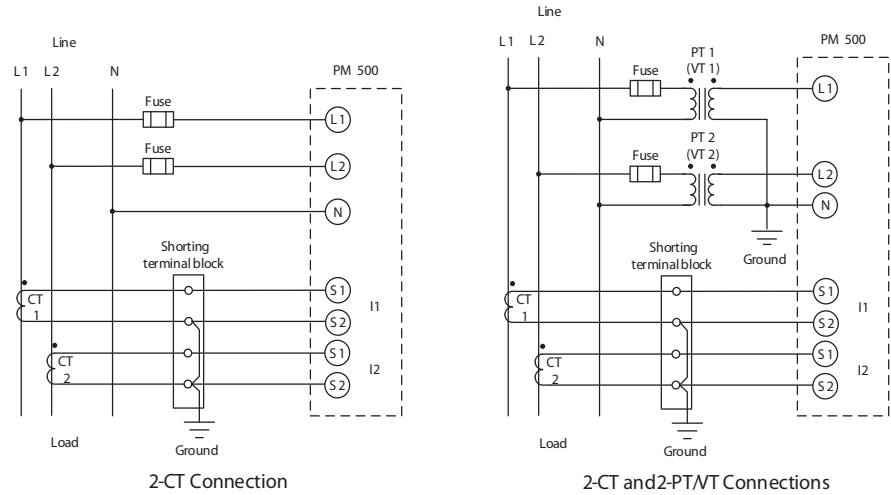 Line
L1 L2 N
PM 500
Fuse
L1
Fuse
L2
N
Shorting
terminal block
CT
1
S1
S2
I1
CT
2
S1
S2
I2
Load
Ground
2-CT Connection
Line
L1 L2 N
PT 1
(VT 1)
PM 500
Fuse
L1
PT 2
(VT 2)
Fuse
L2
N
Ground
Shorting
terminal block
CT
1
S1
S2
I1
CT
2
S1
S2
I2
Load
Ground
2-CT and 2-PT/VT Connections